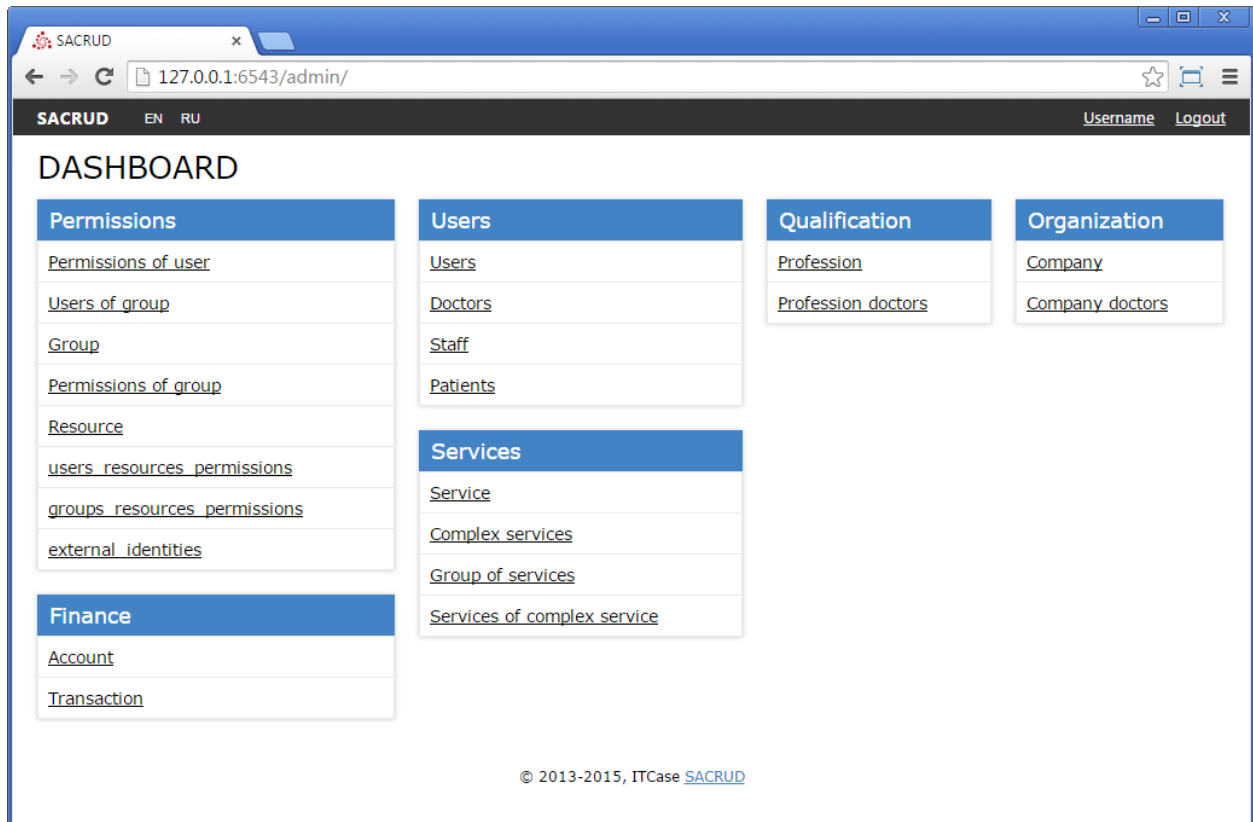 SACRUD
127.0.0.1:6543/admin/
SACRUD EN RU Username Logout
DASHBOARD
Permissions
Permissions of user
Users of group
Group
Permissions of group
Resource
users_resources_permissions
groups_resources_permissions
external_identities
Finance
Account
Transaction
Users
Users
Doctors
Staff
Patients
Services
Service
Complex services
Group of services
Services of complex service
Qualification
Profession
Profession doctors
Organization
Company
Company doctors
© 2013-2015, ITCase SACRUD